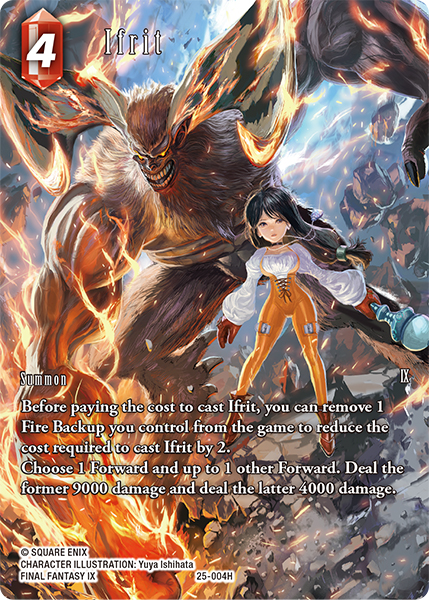 4
Ifrit
Summon
IX
Before paying the cost to cast Ifrit, you can remove 1
Fire Backup you control from the game to reduce the
cost required to cast Ifrit by 2.
Choose 1 Forward and up to 1 other Forward. Deal the
former 9000 damage and deal the latter 4000 damage.
© SQUARE ENIX
CHARACTER ILLUSTRATION: Yuya Ishihata
FINAL FANTASY IX
25-004H